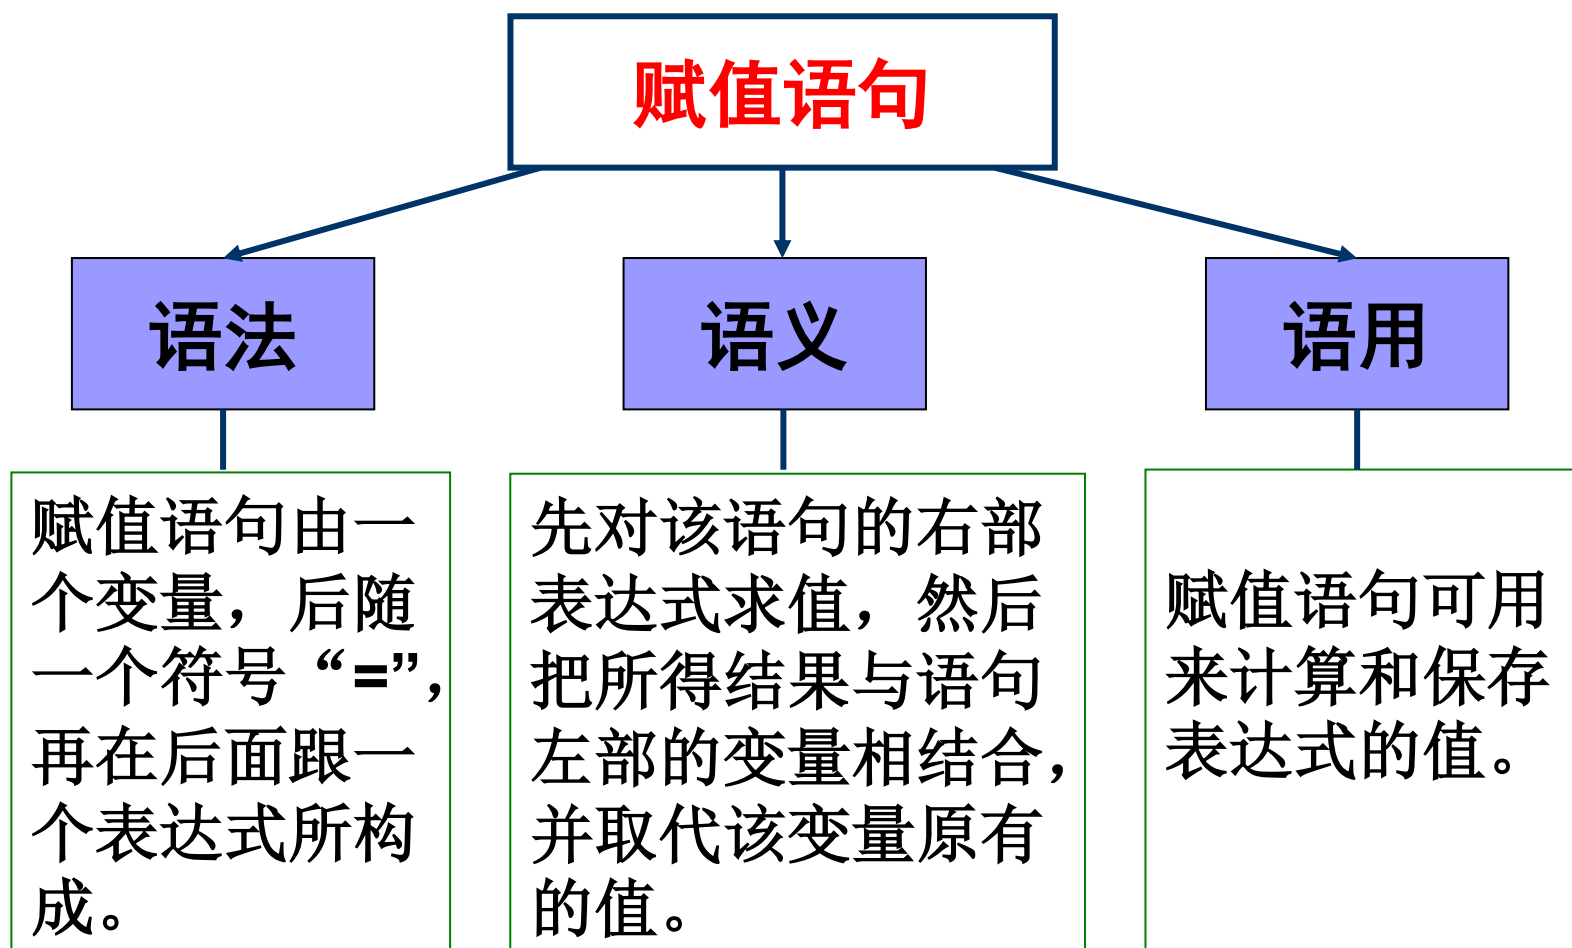 赋值语句
语法
语义
语用
赋值语句由一
个变量，后随
一个符号“=”，
再在后面跟一
个表达式所构
成。
先对该语句的右部
表达式求值，然后
把所得结果与语句
左部的变量相结合，
并取代该变量原有
的值。
赋值语句可用
来计算和保存
表达式的值。